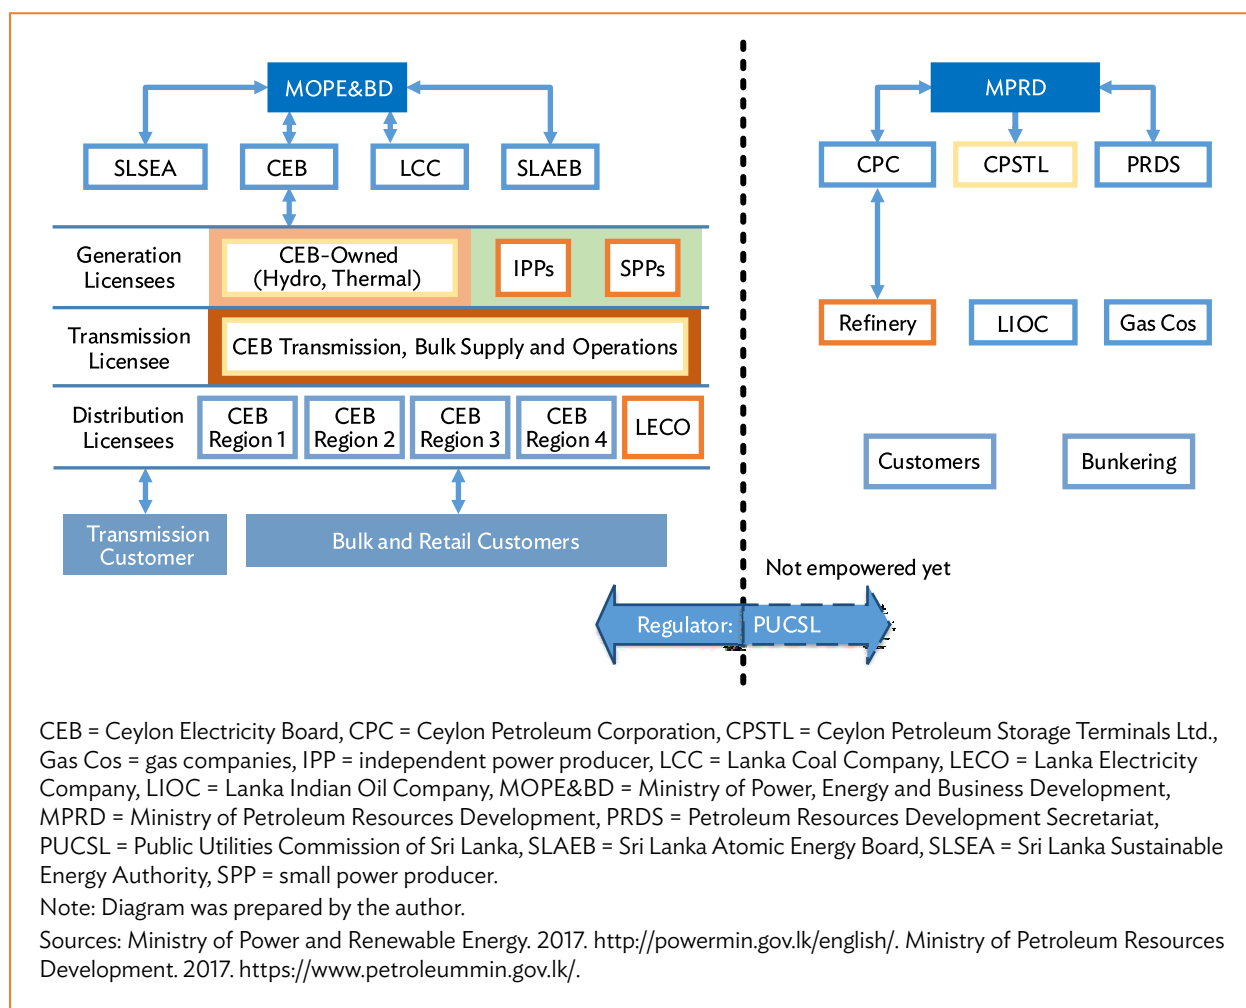 MOPE&BD
MPRD
SLSEA
CEB
LCC
SLAEB
CPC
CPSTL
PRDS
Generation
Licensees
CEB-Owned
(Hydro, Thermal)
IPPs
SPPs
Transmission
Licensee
CEB Transmission, Bulk Supply and Operations
Refinery
LIOC
Gas Cos
Distribution
Licensees
CEB
Region 1
CEB
Region 2
CEB
Region 3
CEB
Region 4
LECO
Customers
Bunkering
Transmission
Customer
Bulk and Retail Customers
Not empowered yet
Regulator: PUCSL
CEB = Ceylon Electricity Board, CPC = Ceylon Petroleum Corporation, CPSTL = Ceylon Petroleum Storage Terminals Ltd.,
Gas Cos = gas companies, IPP = independent power producer, LCC = Lanka Coal Company, LECO = Lanka Electricity
Company, LIOC = Lanka Indian Oil Company, MOPE&BD = Ministry of Power, Energy and Business Development,
MPRD = Ministry of Petroleum Resources Development, PRDS = Petroleum Resources Development Secretariat,
PUCSL = Public Utilities Commission of Sri Lanka, SLAEB = Sri Lanka Atomic Energy Board, SLSEA = Sri Lanka Sustainable
Energy Authority, SPP = small power producer.
Note: Diagram was prepared by the author.
Sources: Ministry of Power and Renewable Energy. 2017. http://powermin.gov.lk/english/. Ministry of Petroleum Resources
Development. 2017. https://www.petroleummin.gov.lk/.